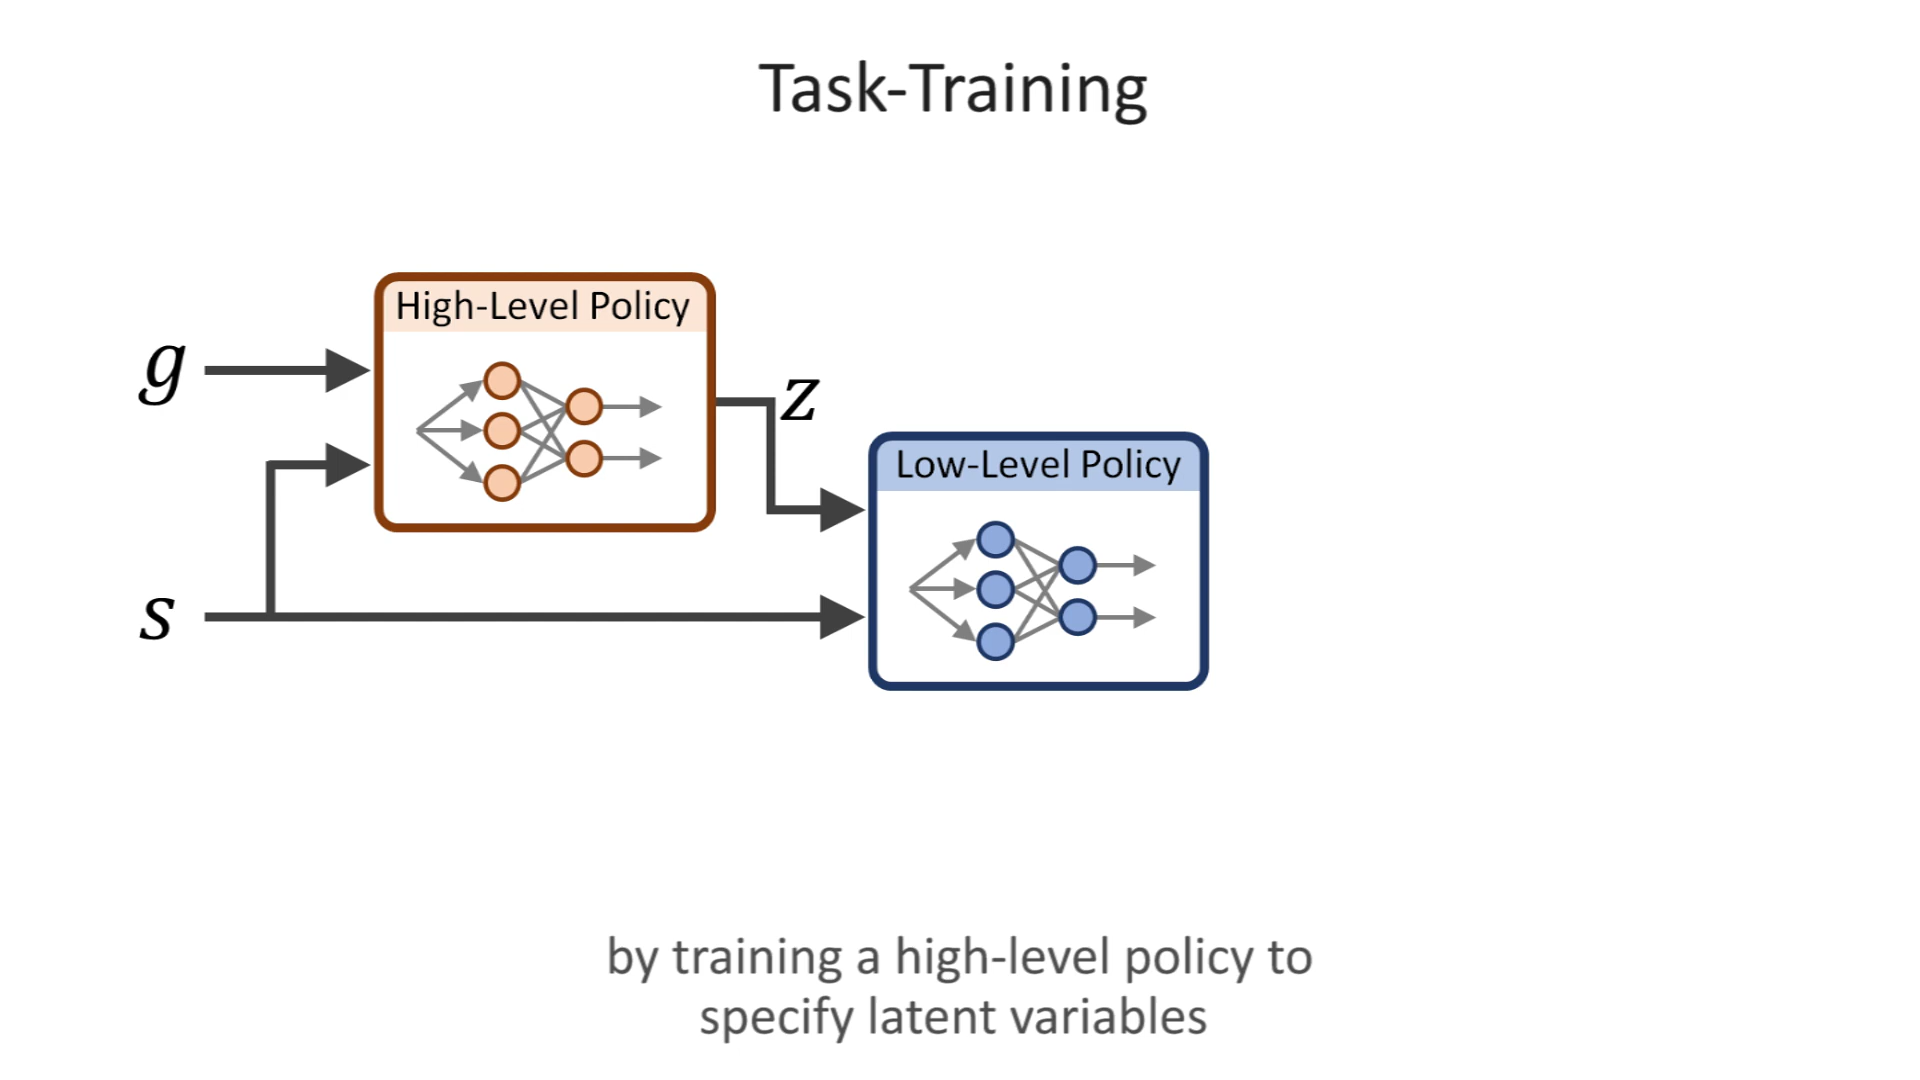 Task-Training
High-Level Policy
g
z
Low-Level Policy
s
by training a high-level policy to
specify latent variables